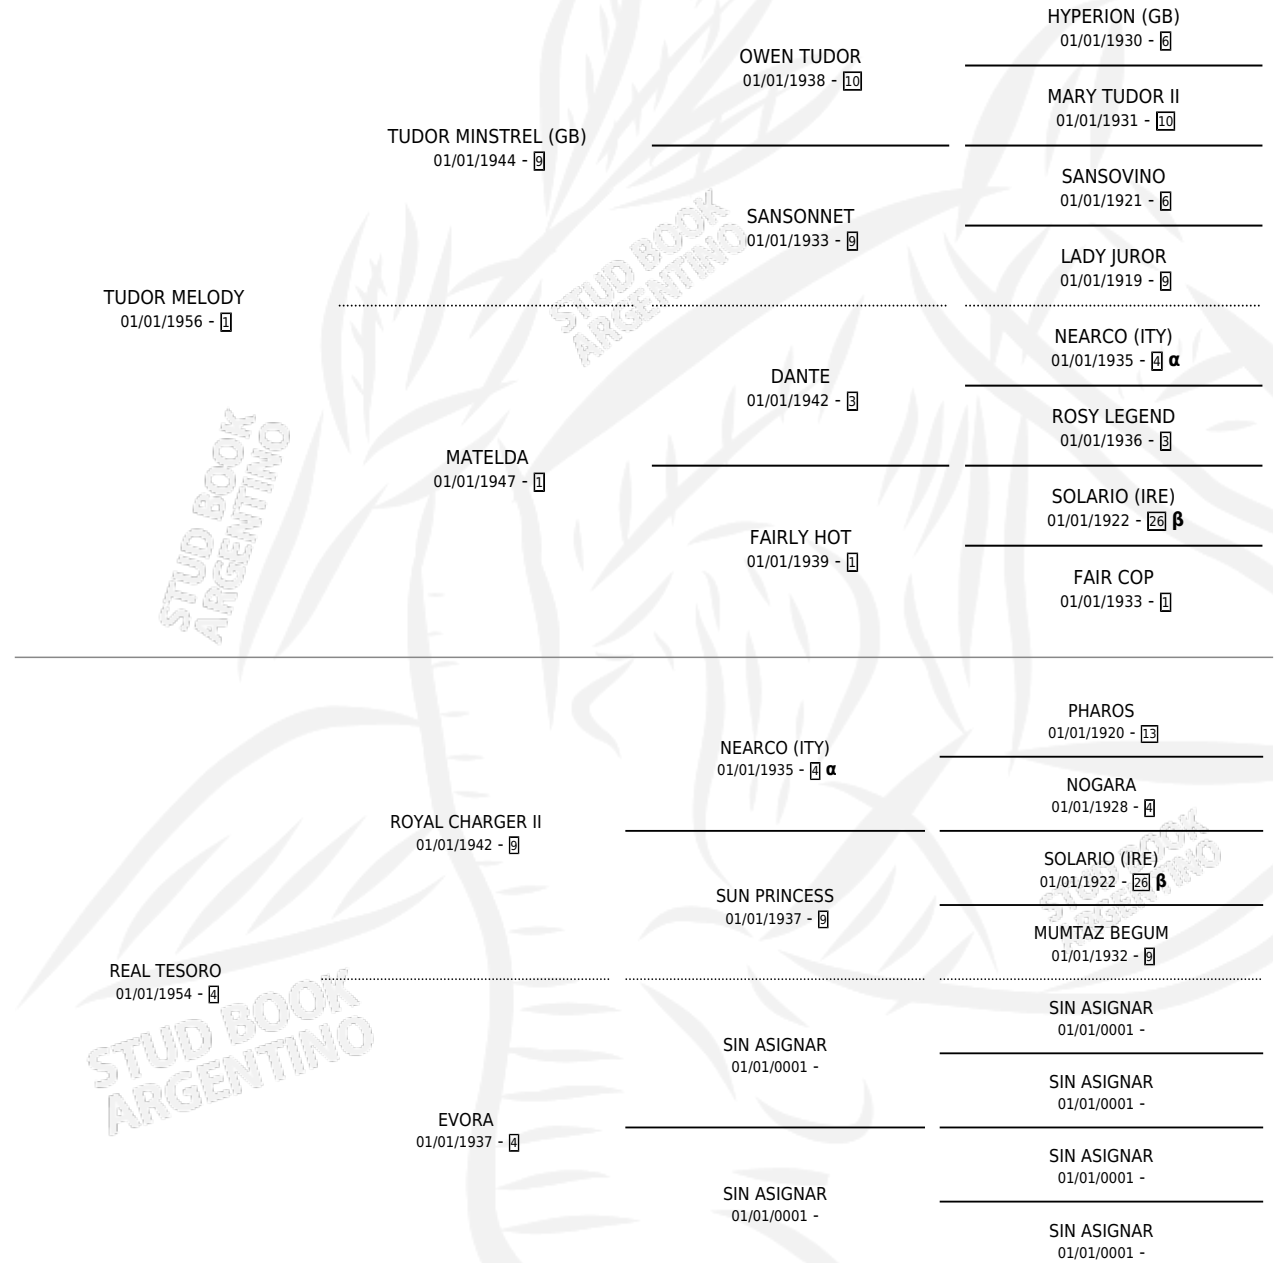 HYPERION (GB)
01/01/1930 - 6
OWEN TUDOR
01/01/1938 - 10
MARY TUDOR II
01/01/1931 - 10
TUDOR MINSTREL (GB)
01/01/1944 - 9
SANSOVINO
01/01/1921 - 6
SANSONNET
01/01/1933 - 9
LADY JUROR
01/01/1919 - 9
TUDOR MELODY
01/01/1956 - 1
NEARCO (ITY)
01/01/1935 - 4 α
DANTE
01/01/1942 - 3
ROSY LEGEND
01/01/1936 - 3
MATELDA
01/01/1947 - 1
SOLARIO (IRE)
01/01/1922 - 26 β
FAIRLY HOT
01/01/1939 - 1
FAIR COP
01/01/1933 - 1
PHAROS
01/01/1920 - 13
NEARCO (ITY)
01/01/1935 - 4 α
NOGARA
01/01/1928 - 4
ROYAL CHARGER II
01/01/1942 - 9
SOLARIO (IRE)
01/01/1922 - 26 β
SUN PRINCESS
01/01/1937 - 9
MUMTAZ BEGUM
01/01/1932 - 9
REAL TESORO
01/01/1954 - 4
SIN ASIGNAR
01/01/0001 -
SIN ASIGNAR
01/01/0001 -
SIN ASIGNAR
01/01/0001 -
EVORA
01/01/1937 - 4
SIN ASIGNAR
01/01/0001 -
SIN ASIGNAR
01/01/0001 -
SIN ASIGNAR
01/01/0001 -
STUD BOOK
ARGENTINO
STUD BOOK
ARGENTINO
STUD BOOK
ARGENTINO
STUD BOOK
ARGENTINO